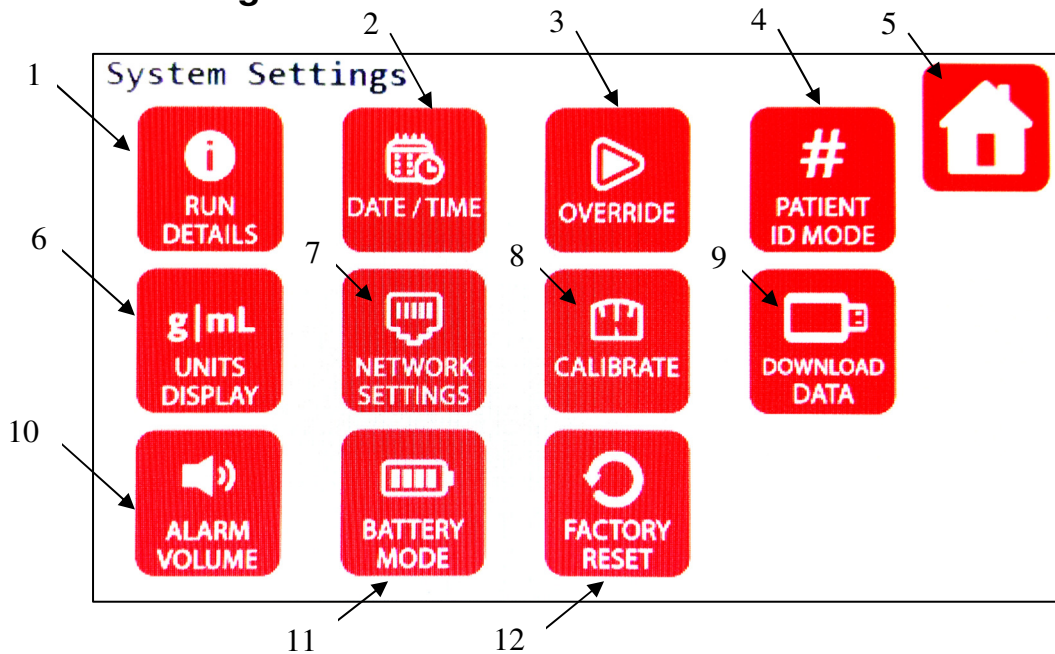 2
3
4
5
1
System Settings
RUN
DETAILS
DATE / TIME
OVERRIDE
#
PATIENT
ID MODE
6
7
8
9
g|mL
UNITS
DISPLAY
NETWORK
SETTINGS
CALIBRATE
DOWNLOAD
DATA
10
ALARM
VOLUME
BATTERY
MODE
FACTORY
RESET
11
12